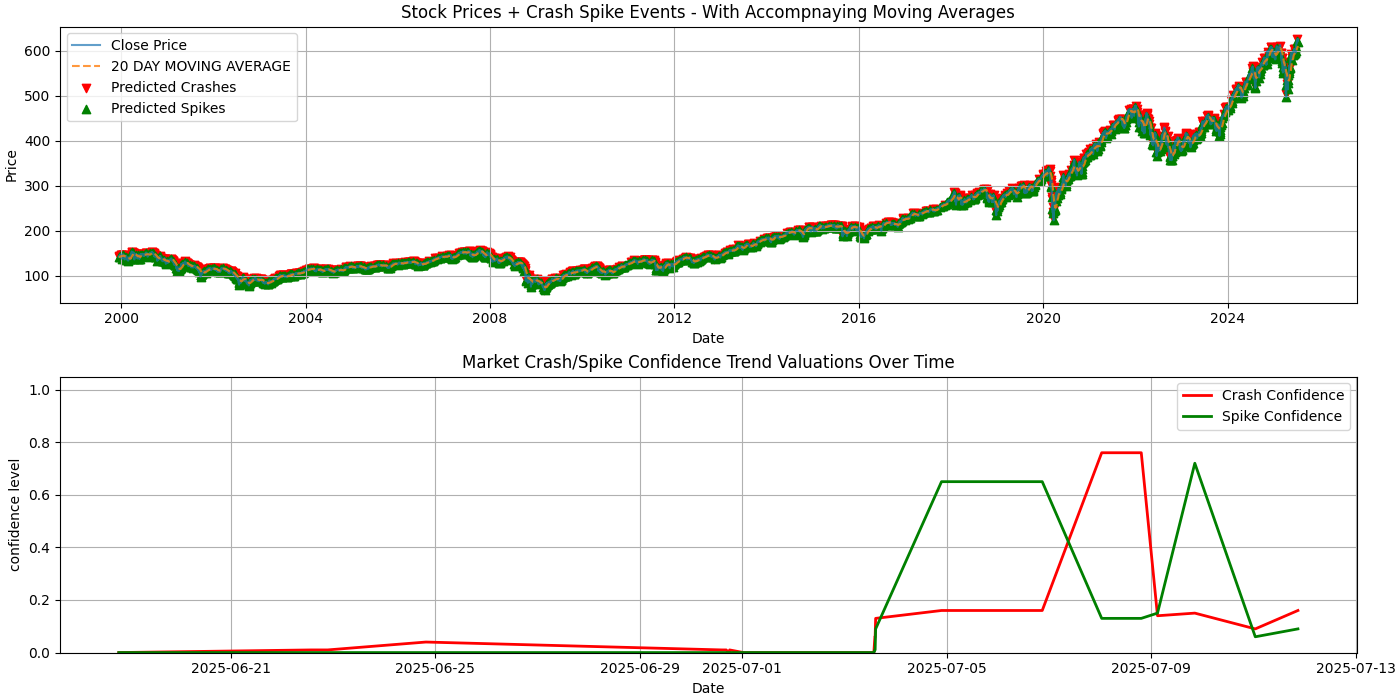 Stock Prices + Crash Spike Events - With Accompnaying Moving Averages
Close Price
20 DAY MOVING AVERAGE
Predicted Crashes
Predicted Spikes
Price
600
500
400
300
200
100
2000 2004 2008 2012 2016 2020 2024
Date
Market Crash/Spike Confidence Trend Valuations Over Time
Crash Confidence
Spike Confidence
confidence level
1.0
0.8
0.6
0.4
0.2
0.0
2025-06-21 2025-06-25 2025-06-29 2025-07-01 2025-07-05 2025-07-09 2025-07-13
Date